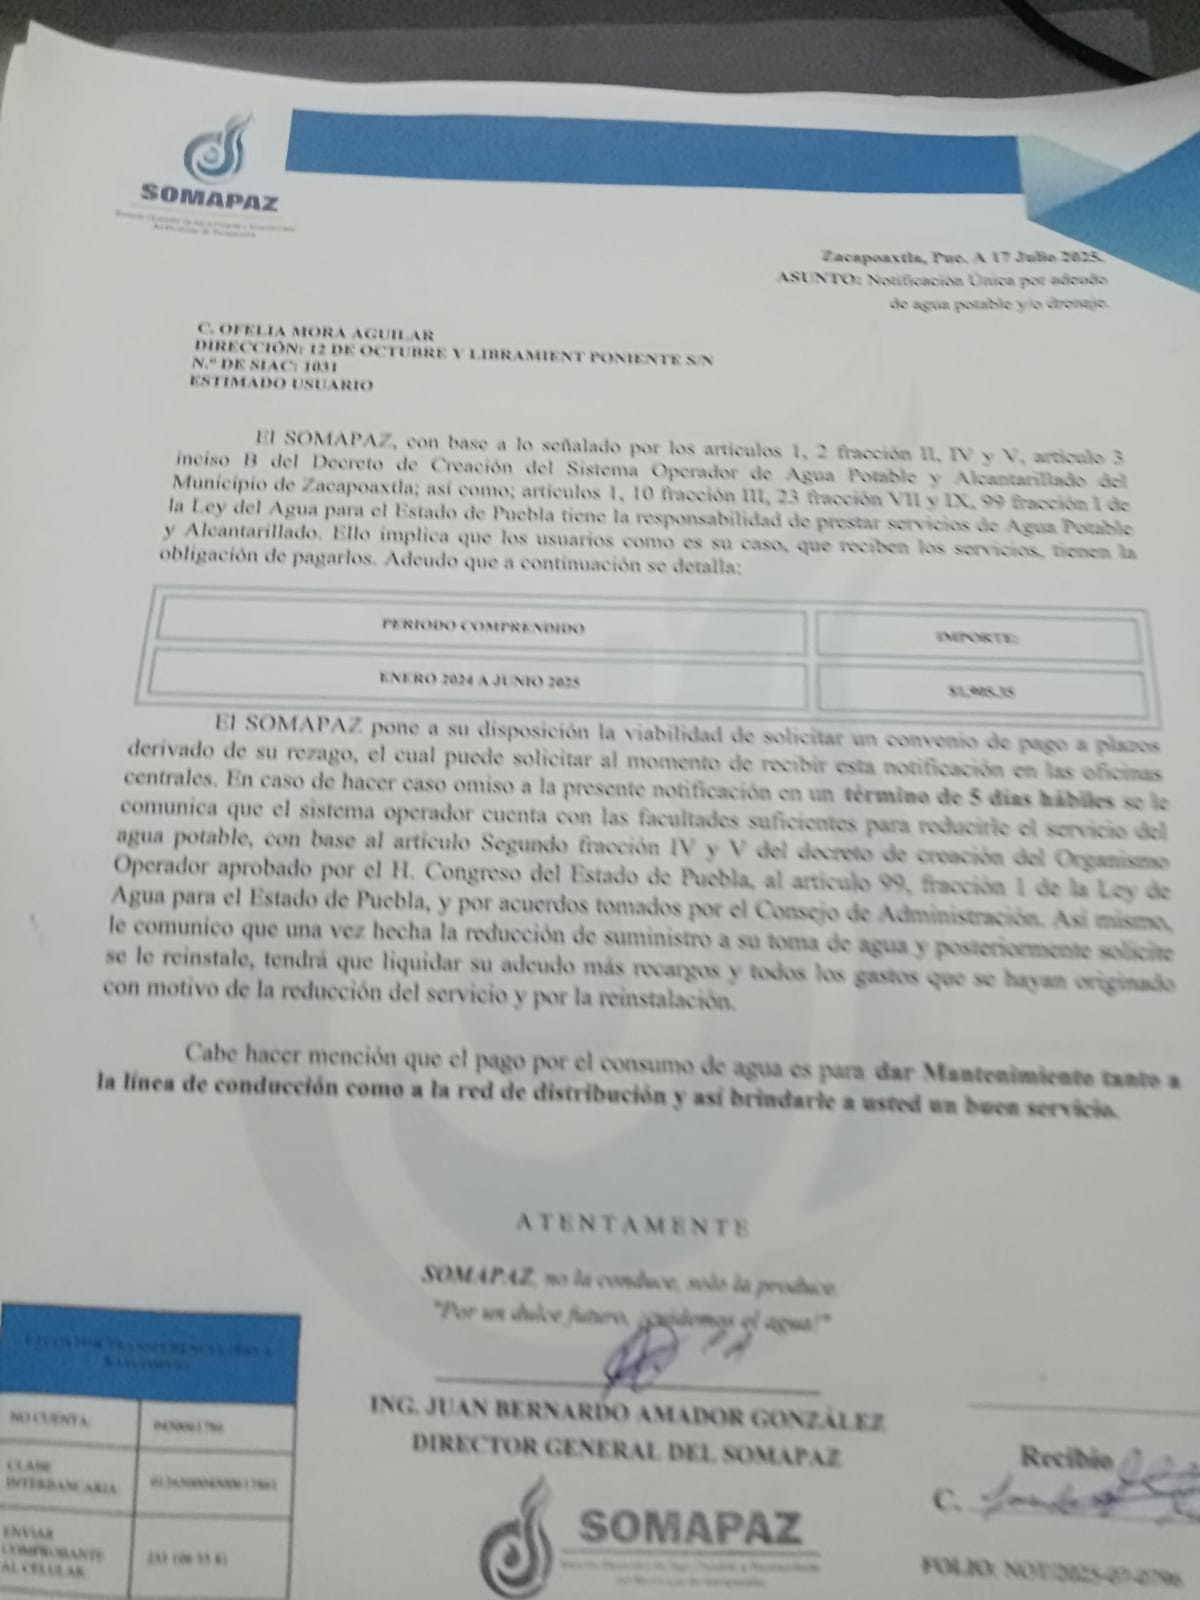 SOMAPAZ
Zacapoaxtla, Pue. A 17 Julio 2025.
ASUNTO: Notificación Única por adeudo
de agua potable y/o drenaje.
C. OFELIA MORA AGUILAR
DIRECCIÓN: 12 DE OCTUBRE Y LIBRAMIENT PONIENTE S/N
N.º DE SIAC: 1031
ESTIMADO USUARIO
El SOMAPAZ, con base a lo señalado por los artículos 1, 2 fracción II, IV y V, artículo 3
inciso B del Decreto de Creación del Sistema Operador de Agua Potable y Alcantarillado del
Municipio de Zacapoaxtla; así como; artículos 1, 10 fracción III, 23 fracción VII y IX, 99 fracción I de
la Ley del Agua para el Estado de Puebla tiene la responsabilidad de prestar servicios de Agua Potable
y Alcantarillado. Ello implica que los usuarios como es su caso, que reciben los servicios, tienen la
obligación de pagarlos. Adeudo que a continuación se detalla:
PERIODO COMPRENDIDO
IMPORTE:
ENERO 2024 A JUNIO 2025
El SOMAPAZ pone a su disposición la viabilidad de solicitar un convenio de pago a plazos
derivado de su rezago, el cual puede solicitar al momento de recibir esta notificación en las oficinas
centrales. En caso de hacer caso omiso a la presente notificación en un término de 5 días hábiles se le
comunica que el sistema operador cuenta con las facultades suficientes para reducirle el servicio del
agua potable, con base al artículo Segundo fracción IV y V del decreto de creación del Organismo
Operador aprobado por el H. Congreso del Estado de Puebla, al artículo 99, fracción 1 de la Ley de
Agua para el Estado de Puebla, y por acuerdos tomados por el Consejo de Administración. Así mismo,
le comunico que una vez hecha la reducción de suministro a su toma de agua y posteriormente solicite
se le reinstale, tendrá que liquidar su adeudo más recargos y todos los gastos que se hayan originado
con motivo de la reducción del servicio y por la reinstalación.
Cabe hacer mención que el pago por el consumo de agua es para dar Mantenimiento tanto a
la línea de conducción como a la red de distribución y así brindarle a usted un buen servicio.
ATENTAMENTE
SOMAPAZ, no la conduce, solo la produce.
"Por un dulce futuro, ¡cuidemos el agua!"
ING. JUAN BERNARDO AMADOR GONZÁLEZ
DIRECTOR GENERAL DEL SOMAPAZ
NO CUENTA:
CLABE
INTERBANCARIA:
ENVIAR
COMPROBANTE
AL CELULAR:
Recibio
C.
SOMAPAZ
FOLIO: NOT/2025-07-0706